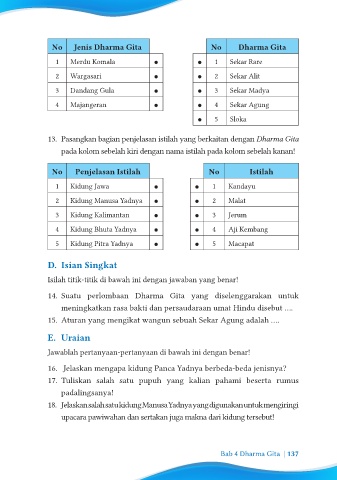 No Jenis Dharma Gita No Dharma Gita
1 Merdu Komala ● ● 1 Sekar Rare
2 Wargasari ● ● 2 Sekar Alit
3 Dandang Gula ● ● 3 Sekar Madya
4 Majangeran ● ● 4 Sekar Agung
● 5 Sloka
13. Pasangkan bagian penjelasan istilah yang berkaitan dengan Dharma Gita
pada kolom sebelah kiri dengan nama istilah pada kolom sebelah kanan!
No Penjelasan Istilah No Istilah
1 Kidung Jawa ● ● 1 Kandayu
2 Kidung Manusa Yadnya ● ● 2 Malat
3 Kidung Kalimantan ● ● 3 Jerum
4 Kidung Bhuta Yadnya ● ● 4 Aji Kembang
5 Kidung Pitra Yadnya ● ● 5 Macapat
D. Isian Singkat
Isilah titik-titik di bawah ini dengan jawaban yang benar!
14. Suatu perlombaan Dharma Gita yang diselenggarakan untuk
meningkatkan rasa bakti dan persaudaraan umat Hindu disebut ....
15. Aturan yang mengikat wangun sebuah Sekar Agung adalah ....
E. Uraian
Jawablah pertanyaan-pertanyaan di bawah ini dengan benar!
16. Jelaskan mengapa kidung Panca Yadnya berbeda-beda jenisnya?
17. Tuliskan salah satu pupuh yang kalian pahami beserta rumus
padalingsanya!
18. Jelaskan salah satu kidung Manusa Yadnya yang digunakan untuk mengiringi
upacara pawiwahan dan sertakan juga makna dari kidung tersebut!
Bab 4 Dharma Gita | 137